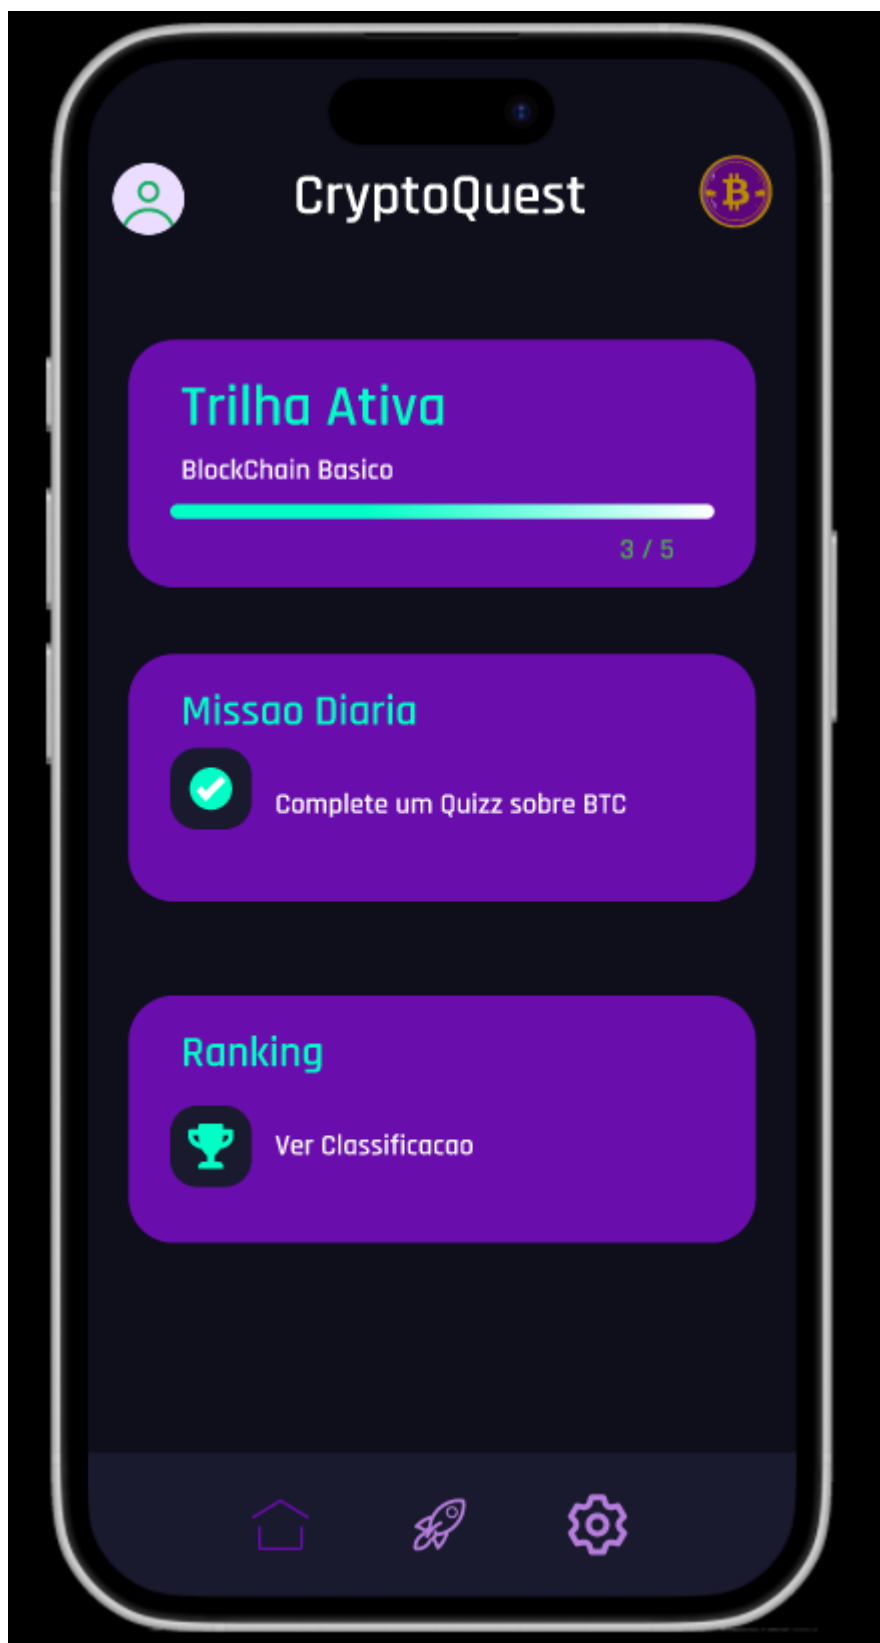 CryptoQuest
Trilha Ativa
BlockChain Basico
3 / 5
Missao Diaria
Complete um Quizz sobre BTC
Ranking
Ver Classificacao